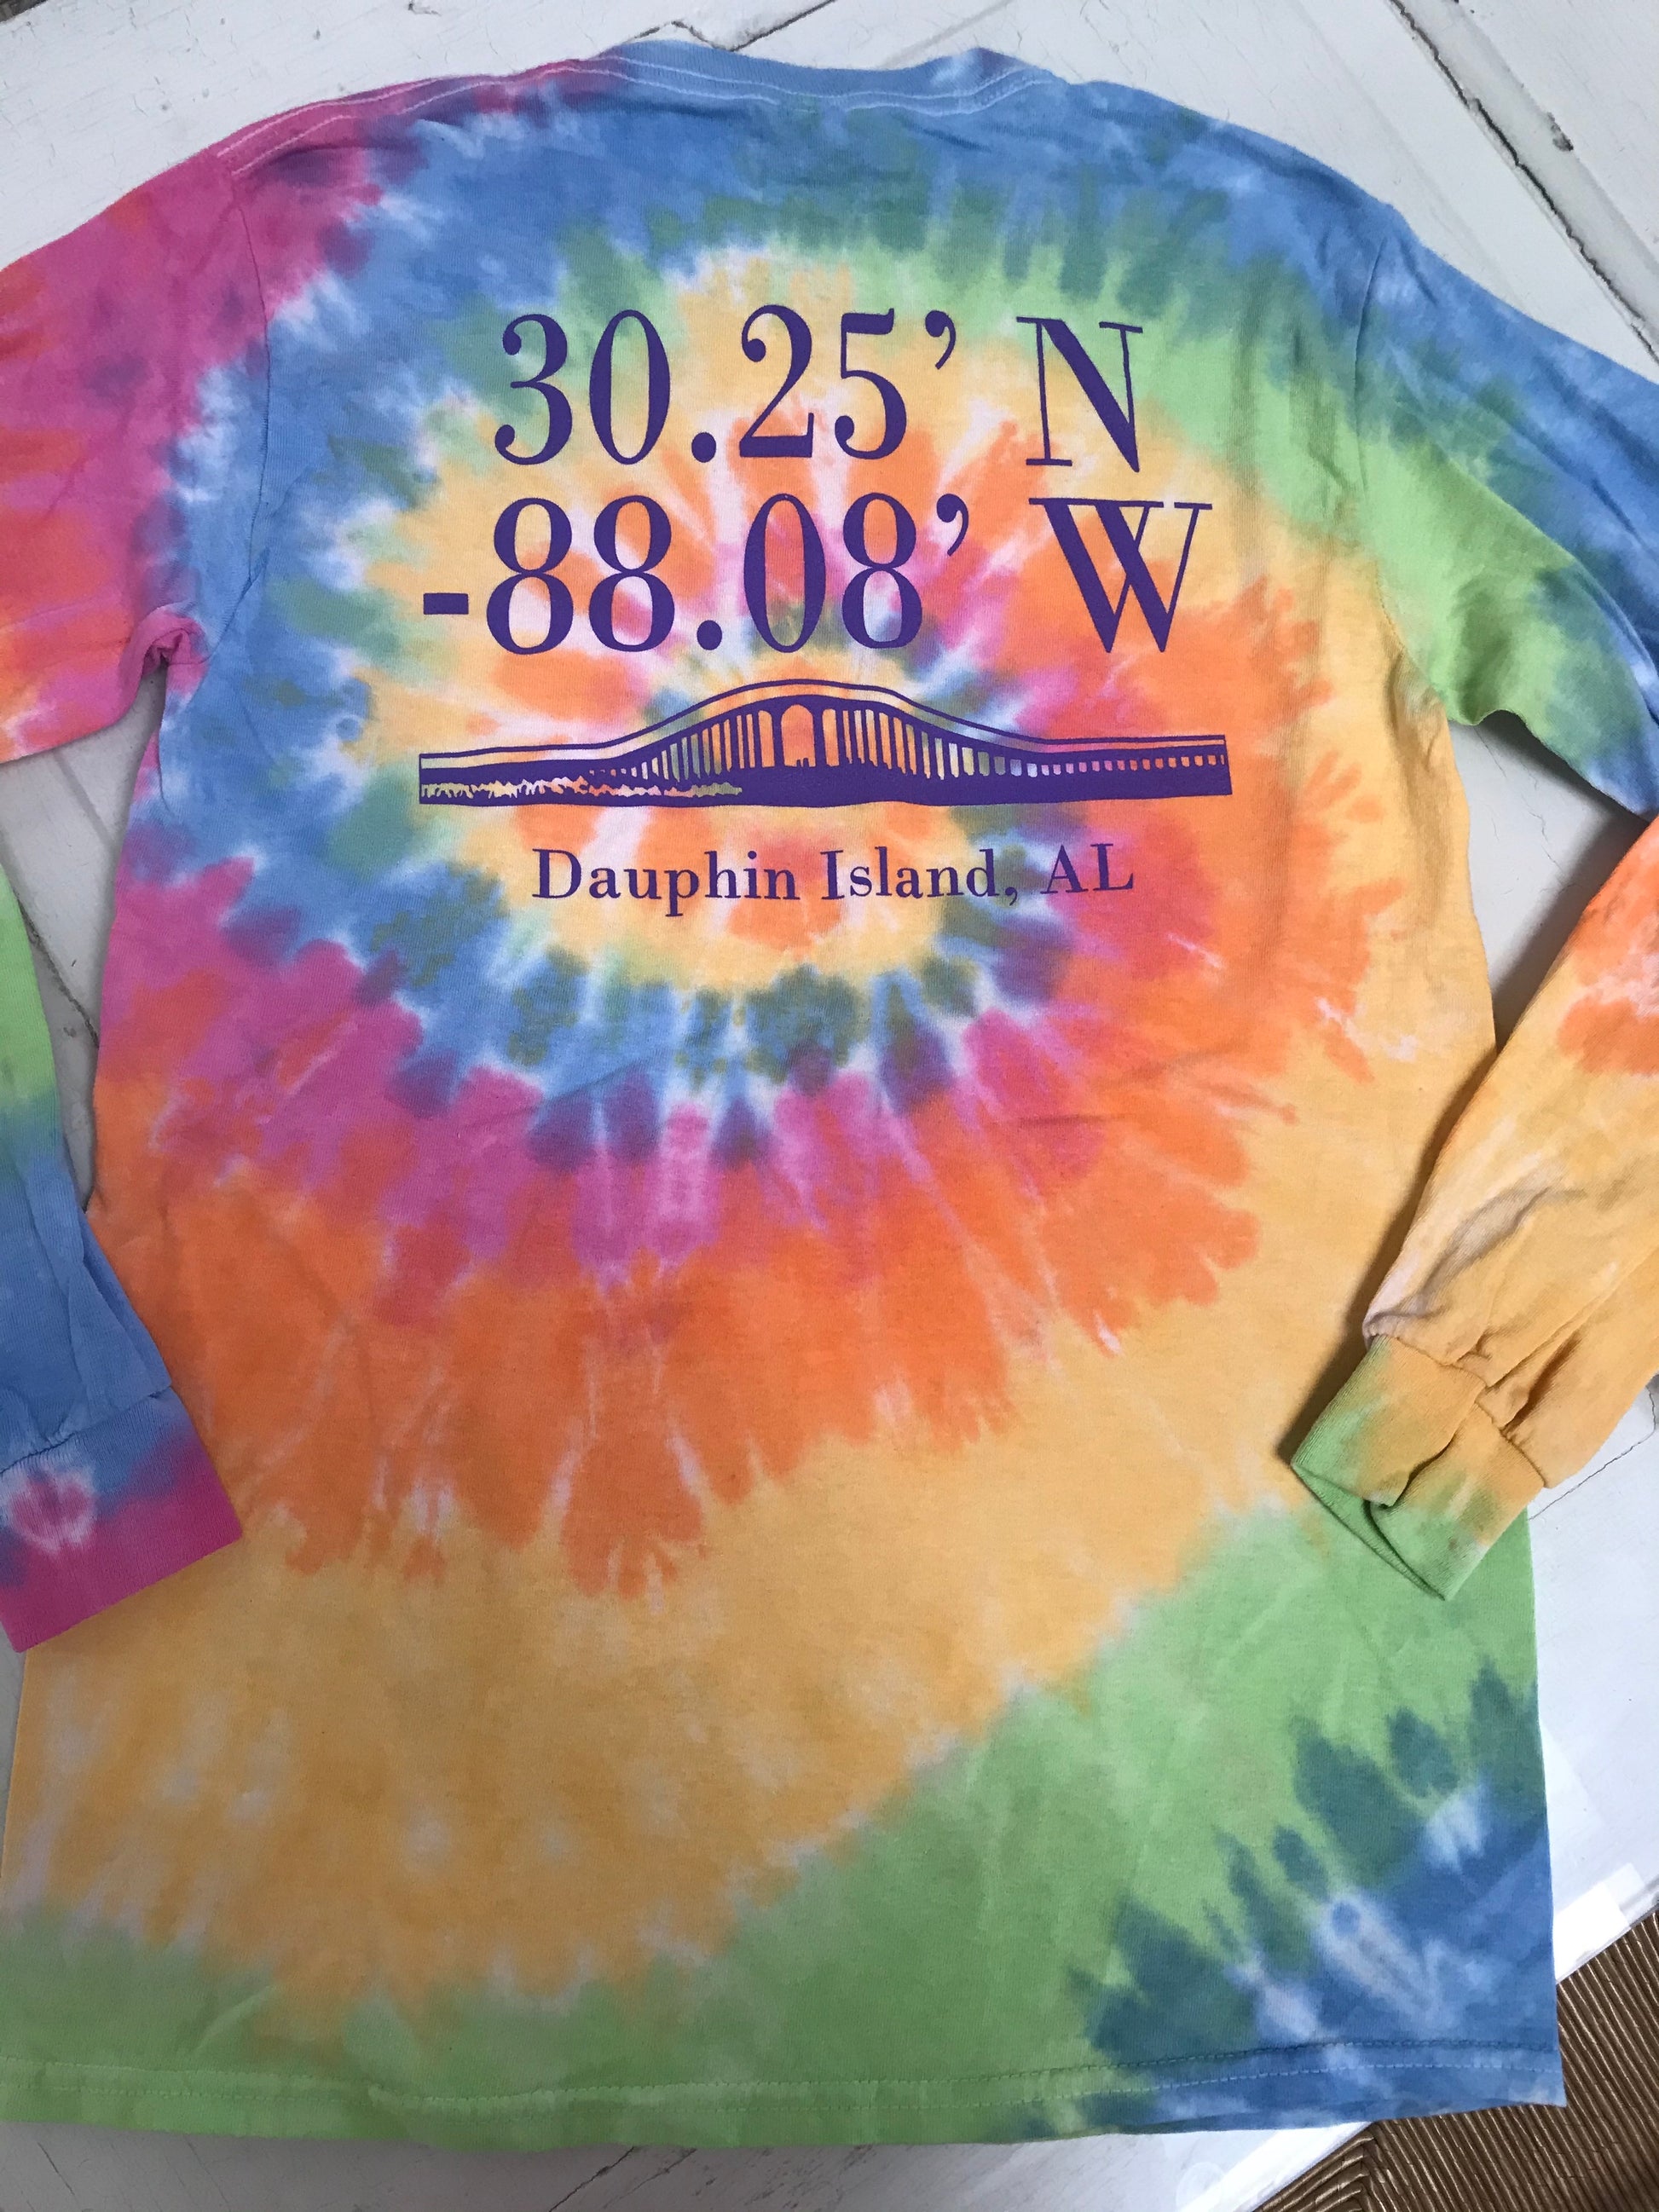 30.25’ N
-88.08’ W
Dauphin Island, AL